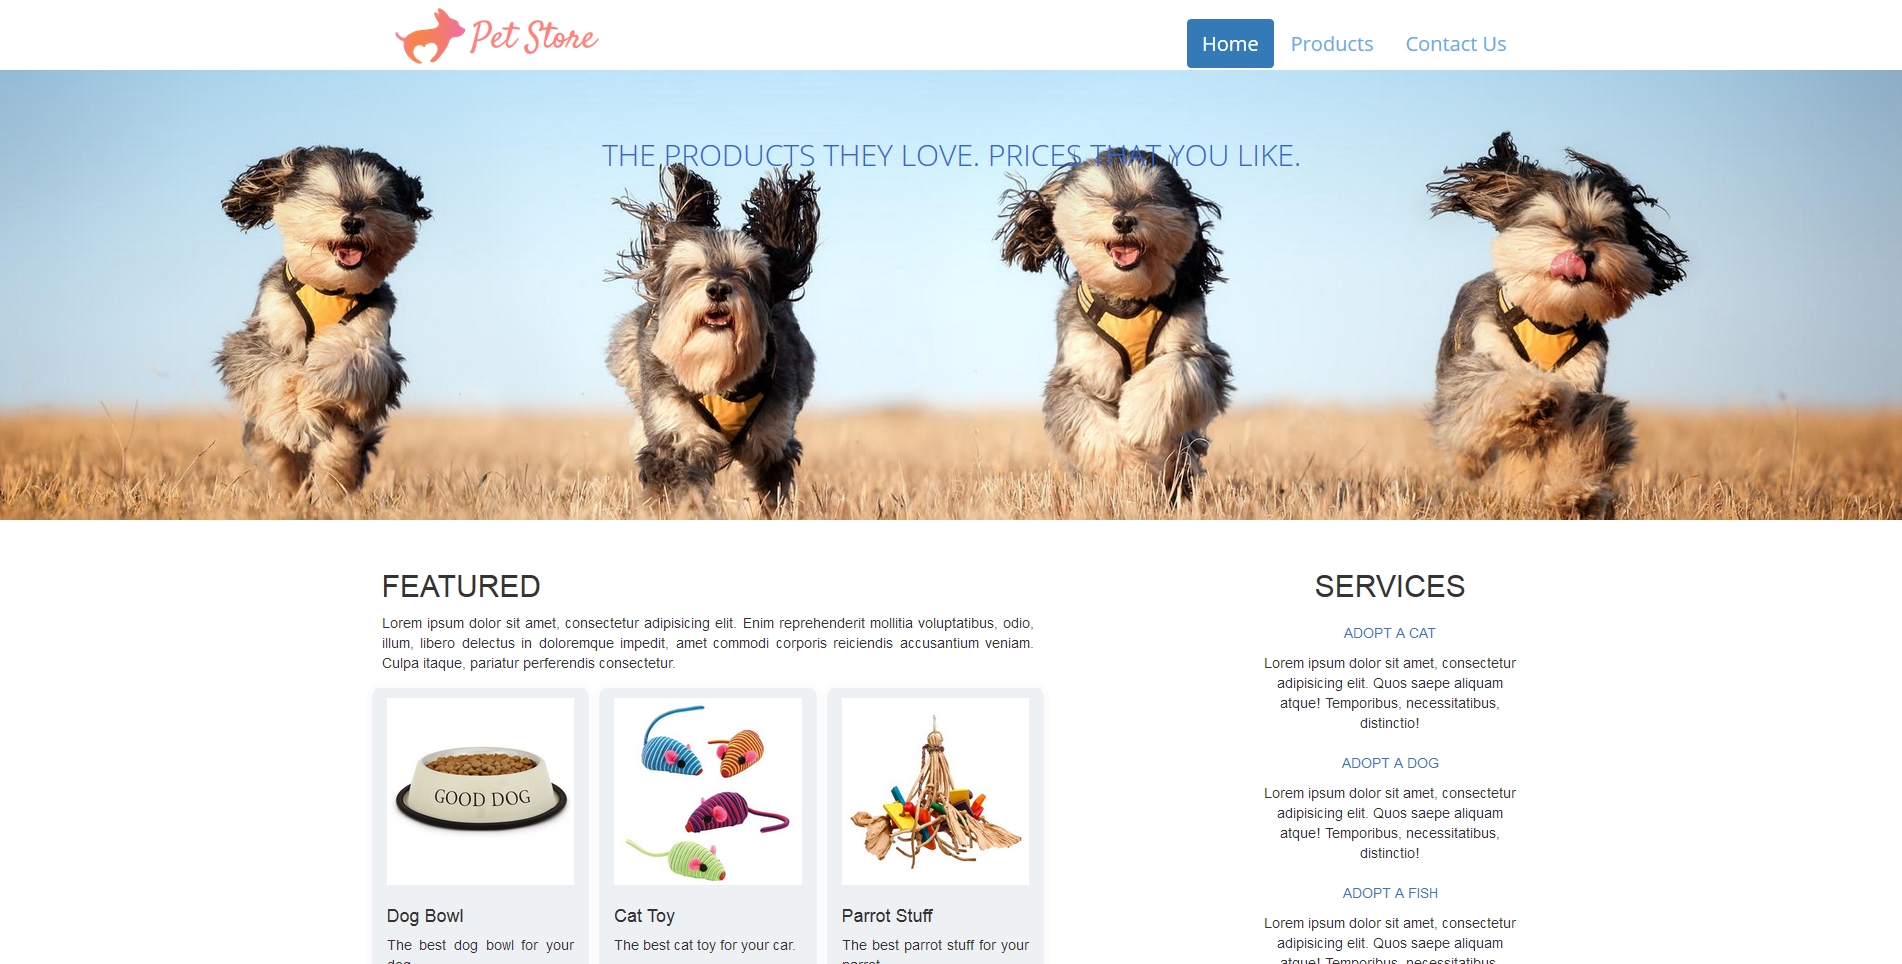 Pet Store
Home Products Contact Us
THE PRODUCTS THEY LOVE. PRICES THAT YOU LIKE.
FEATURED
Lorem ipsum dolor sit amet, consectetur adipisicing elit. Enim reprehenderit mollitia voluptatibus, odio,
illum, libero delectus in doloremque impedit, amet commodi corporis reiciendis accusantium veniam.
Culpa itaque, pariatur perferendis consectetur.
GOOD DOG
Dog Bowl
The best dog bowl for your
dog.
Cat Toy
The best cat toy for your car.
Parrot Stuff
The best parrot stuff for your
parrot.
SERVICES
ADOPT A CAT
Lorem ipsum dolor sit amet, consectetur
adipisicing elit. Quos saepe aliquam
atque! Temporibus, necessitatibus,
distinctio!
ADOPT A DOG
Lorem ipsum dolor sit amet, consectetur
adipisicing elit. Quos saepe aliquam
atque! Temporibus, necessitatibus,
distinctio!
ADOPT A FISH
Lorem ipsum dolor sit amet, consectetur
adipisicing elit. Quos saepe aliquam
atque! Temporibus, necessitatibus,